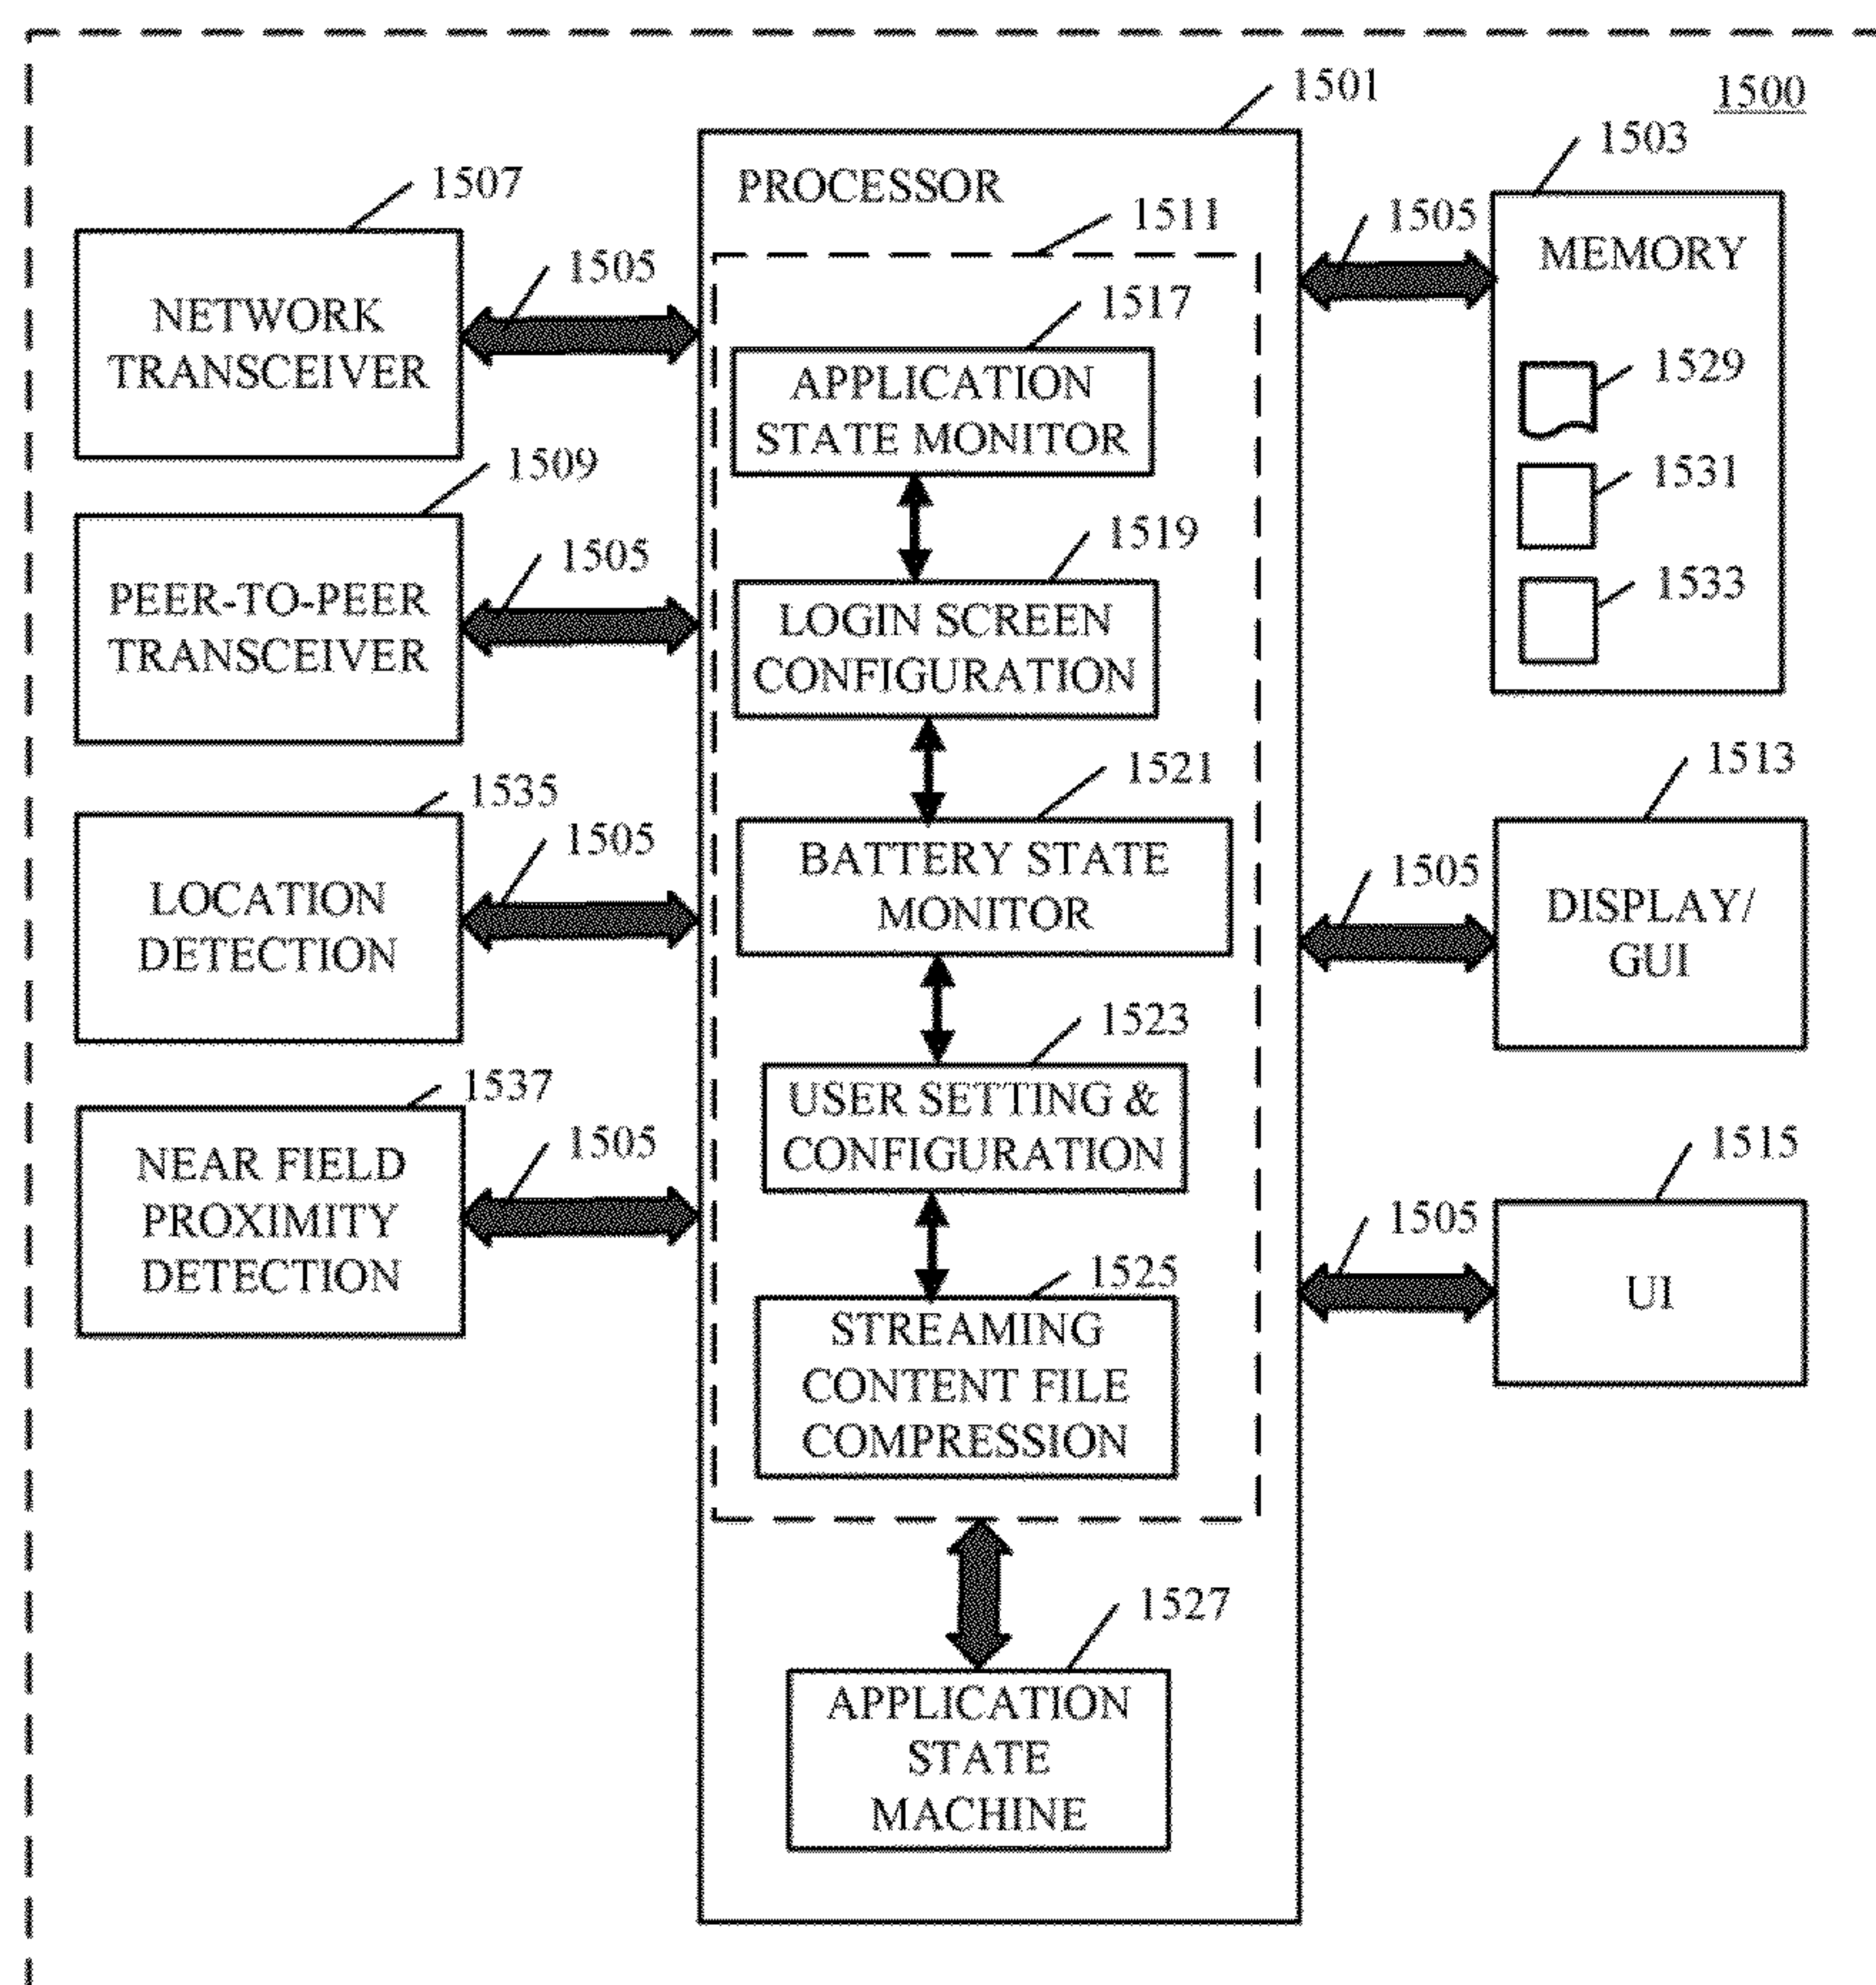 1500
1501
PROCESSOR
1507
NETWORK
TRANSCEIVER
1505
1509
PEER-TO-PEER
TRANSCEIVER
1505
1535
LOCATION
DETECTION
1505
1537
NEAR FIELD
PROXIMITY
DETECTION
1505
1511
1517
APPLICATION
STATE MONITOR
1519
LOGIN SCREEN
CONFIGURATION
1521
BATTERY STATE
MONITOR
1523
USER SETTING &
CONFIGURATION
1525
STREAMING
CONTENT FILE
COMPRESSION
1527
APPLICATION
STATE
MACHINE
1503
1505
MEMORY
1529
1531
1533
1513
1505
DISPLAY/
GUI
1515
1505
UI